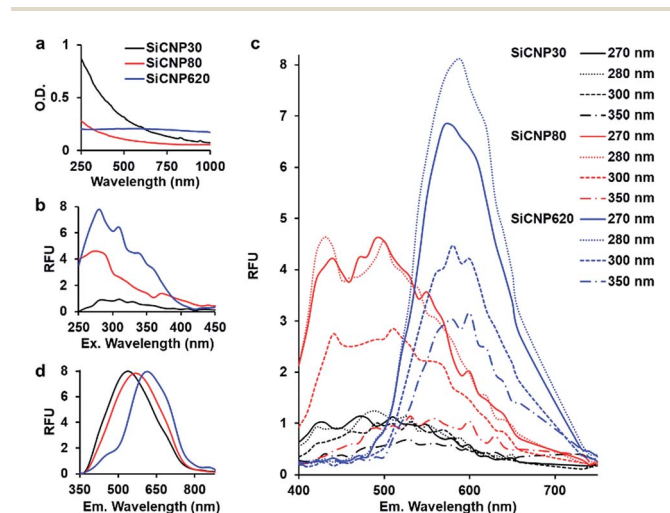 a
1
0.5
0
O.D.
SiCNP30
SiCNP80
SiCNP620
250 500 750 1000
Wavelength (nm)
b
8
6
4
2
0
RFU
250 300 350 400 450
Ex. Wavelength (nm)
d
8
6
4
2
0
RFU
350 500 650 800
Em. Wavelength (nm)
c
8
7
6
5
4
3
2
1
0
RFU
400 500 600 700
Em. Wavelength (nm)
SiCNP30 270 nm
280 nm
300 nm
350 nm
SiCNP80 270 nm
280 nm
300 nm
350 nm
SiCNP620 270 nm
280 nm
300 nm
350 nm